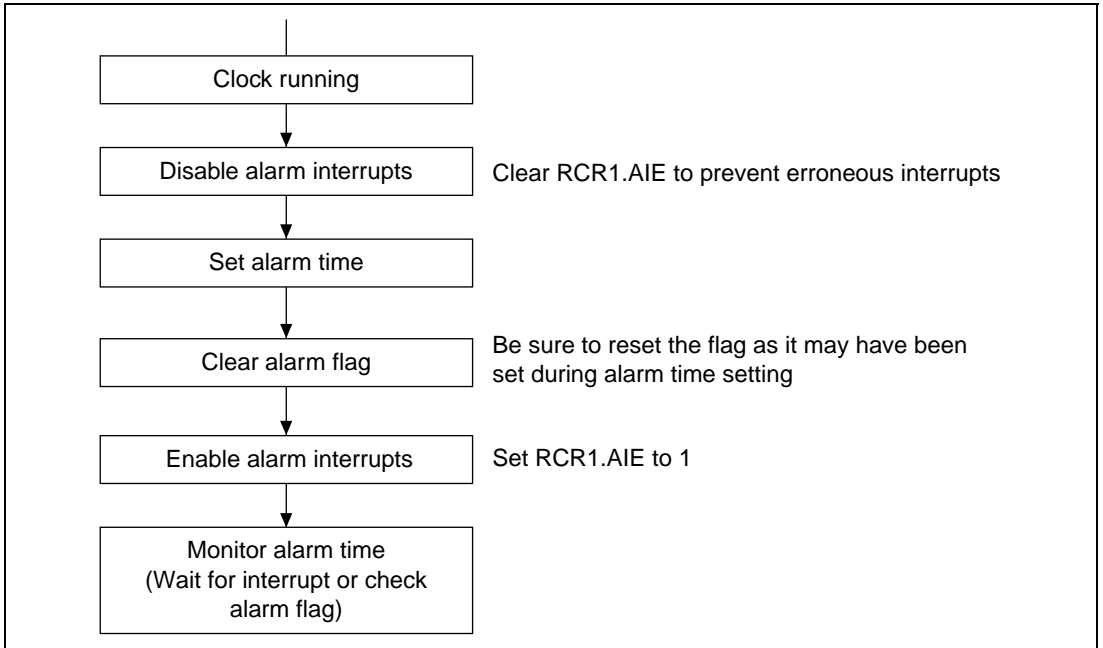 Clock running
Disable alarm interrupts
Clear RCR1.AIE to prevent erroneous interrupts
Set alarm time
Clear alarm flag
Be sure to reset the flag as it may have been
set during alarm time setting
Enable alarm interrupts
Set RCR1.AIE to 1
Monitor alarm time
(Wait for interrupt or check
alarm flag)